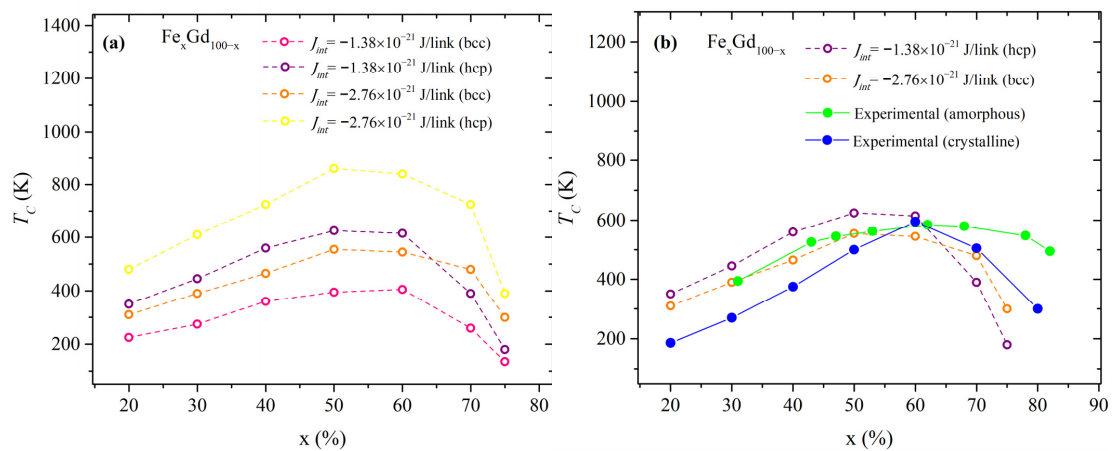 (a)
FeₓGd₁₀₀₋ₓ
Jᵢₙₜ= −1.38×10⁻²¹ J/link (bcc)
Jᵢₙₜ= −1.38×10⁻²¹ J/link (hcp)
Jᵢₙₜ= −2.76×10⁻²¹ J/link (bcc)
Jᵢₙₜ= −2.76×10⁻²¹ J/link (hcp)
1400
1200
1000
800
600
400
200
T_C (K)
20 30 40 50 60 70 80
x (%)
(b)
FeₓGd₁₀₀₋ₓ
Jᵢₙₜ= −1.38×10⁻²¹ J/link (hcp)
Jᵢₙₜ− −2.76×10⁻²¹ J/link (bcc)
Experimental (amorphous)
Experimental (crystalline)
1200
1000
800
600
400
200
T_C (K)
20 30 40 50 60 70 80 90
x (%)